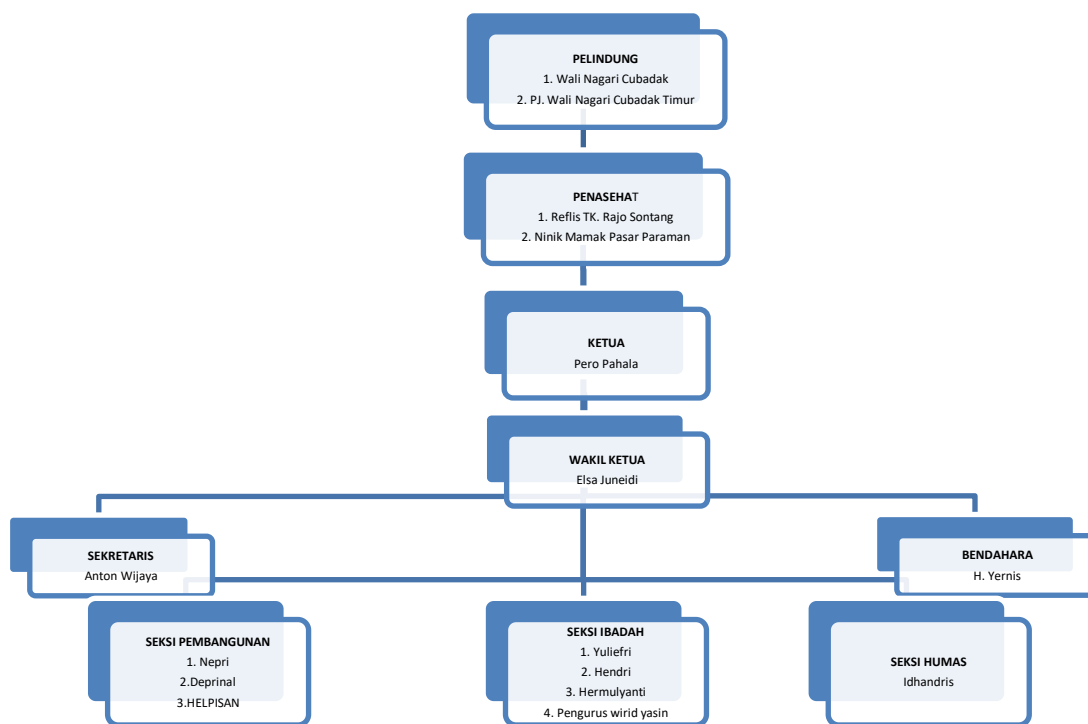 PELINDUNG
1. Wali Nagari Cubadak
2. PJ. Wali Nagari Cubadak Timur
PENASEHAT
1. Reflis TK. Rajo Sontang
2. Ninik Mamak Pasar Paraman
KETUA
Pero Pahala
WAKIL KETUA
Elsa Juneidi
SEKRETARIS
Anton Wijaya
BENDAHARA
H. Yernis
SEKSI PEMBANGUNAN
1. Nepri
2.Deprinal
3.HELPISAN
SEKSI IBADAH
1. Yuliefri
2. Hendri
3. Hermulyanti
4. Pengurus wirid yasin
SEKSI HUMAS
Idhandris